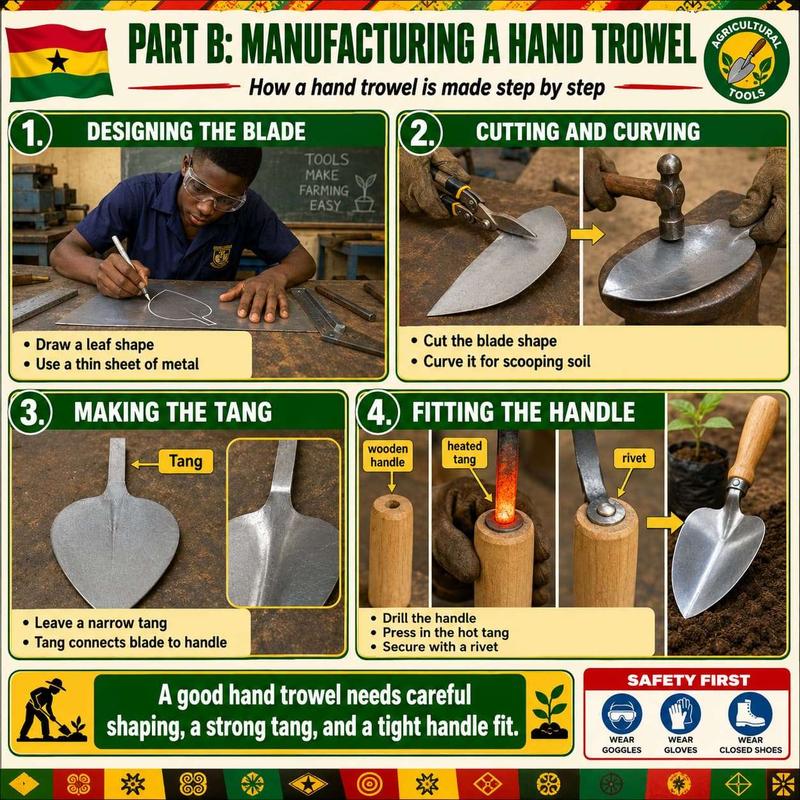 PART B: MANUFACTURING A HAND TROWEL
How a hand trowel is made step by step
AGRICULTURAL
TOOLS
1. DESIGNING THE BLADE
TOOLS
MAKE
FARMING
EASY
• Draw a leaf shape
• Use a thin sheet of metal
2. CUTTING AND CURVING
• Cut the blade shape
• Curve it for scooping soil
3. MAKING THE TANG
Tang
• Leave a narrow tang
• Tang connects blade to handle
4. FITTING THE HANDLE
wooden
handle
heated
tang
rivet
• Drill the handle
• Press in the hot tang
• Secure with a rivet
A good hand trowel needs careful
shaping, a strong tang, and a tight handle fit.
SAFETY FIRST
WEAR
GOGGLES
WEAR
GLOVES
WEAR
CLOSED SHOES